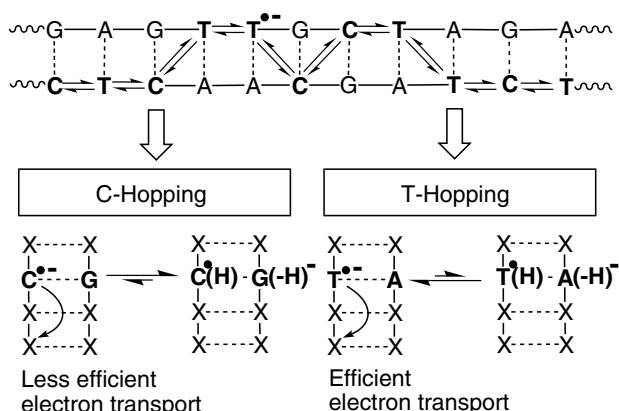 G A G T T•- G C T A G A
C T C A A C G A T C T
C-Hopping T-Hopping
X X X X X X X X
C•- G C•(H) G(-H)- T•- A T•(H) A(-H)-
X X X X X X X X
X X X X X X X X
Less efficient
electron transport
Efficient
electron transport